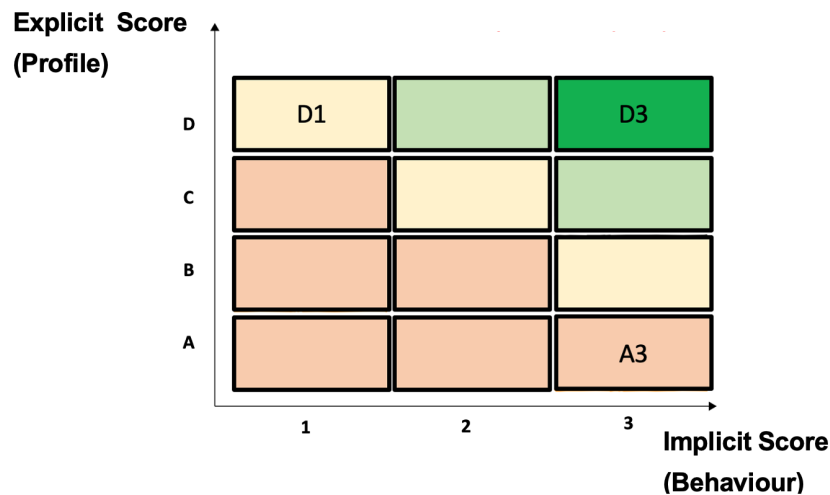 Explicit Score
(Profile)
D
D1
D3
C
B
A
A3
1
2
3
Implicit Score
(Behaviour)